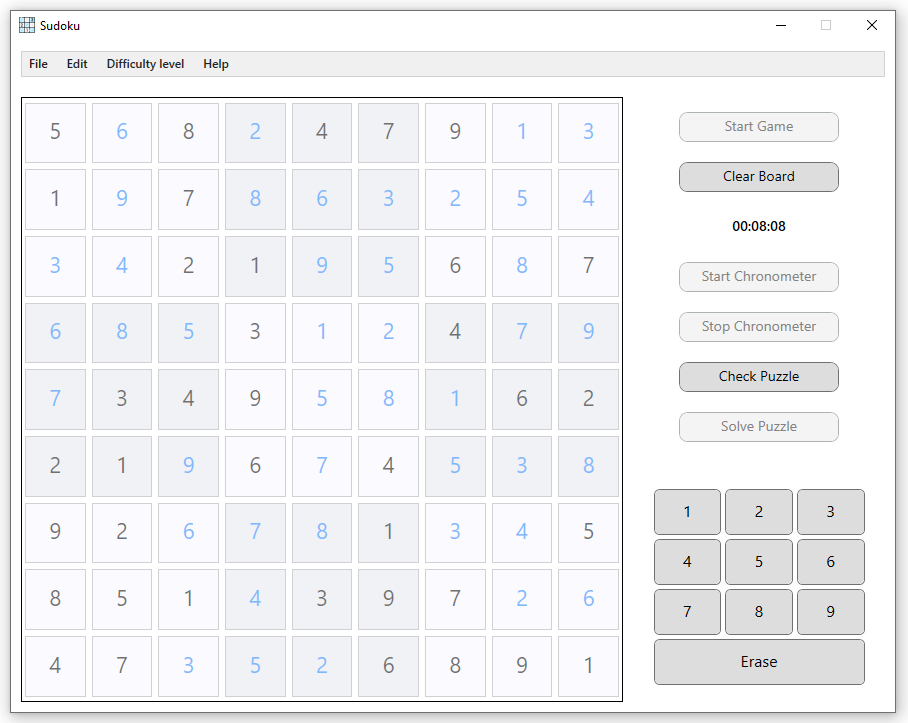 Sudoku
File Edit Difficulty level Help
5 6 8 2 4 7 9 1 3
1 9 7 8 6 3 2 5 4
3 4 2 1 9 5 6 8 7
6 8 5 3 1 2 4 7 9
7 3 4 9 5 8 1 6 2
2 1 9 6 7 4 5 3 8
9 2 6 7 8 1 3 4 5
8 5 1 4 3 9 7 2 6
4 7 3 5 2 6 8 9 1
Start Game
Clear Board
00:08:08
Start Chronometer
Stop Chronometer
Check Puzzle
Solve Puzzle
1 2 3
4 5 6
7 8 9
Erase